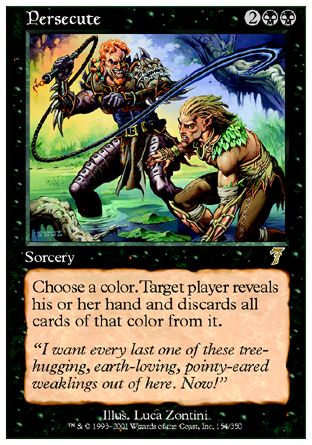 Persecute 2
Sorcery
Choose a color. Target player reveals
his or her hand and discards all
cards of that color from it.
“I want every last one of these tree-
hugging, earth-loving, pointy-eared
weaklings out of here. Now!”
Illus. Luca Zontini
™ & © 1993–2001 Wizards of the Coast, Inc. 154/350